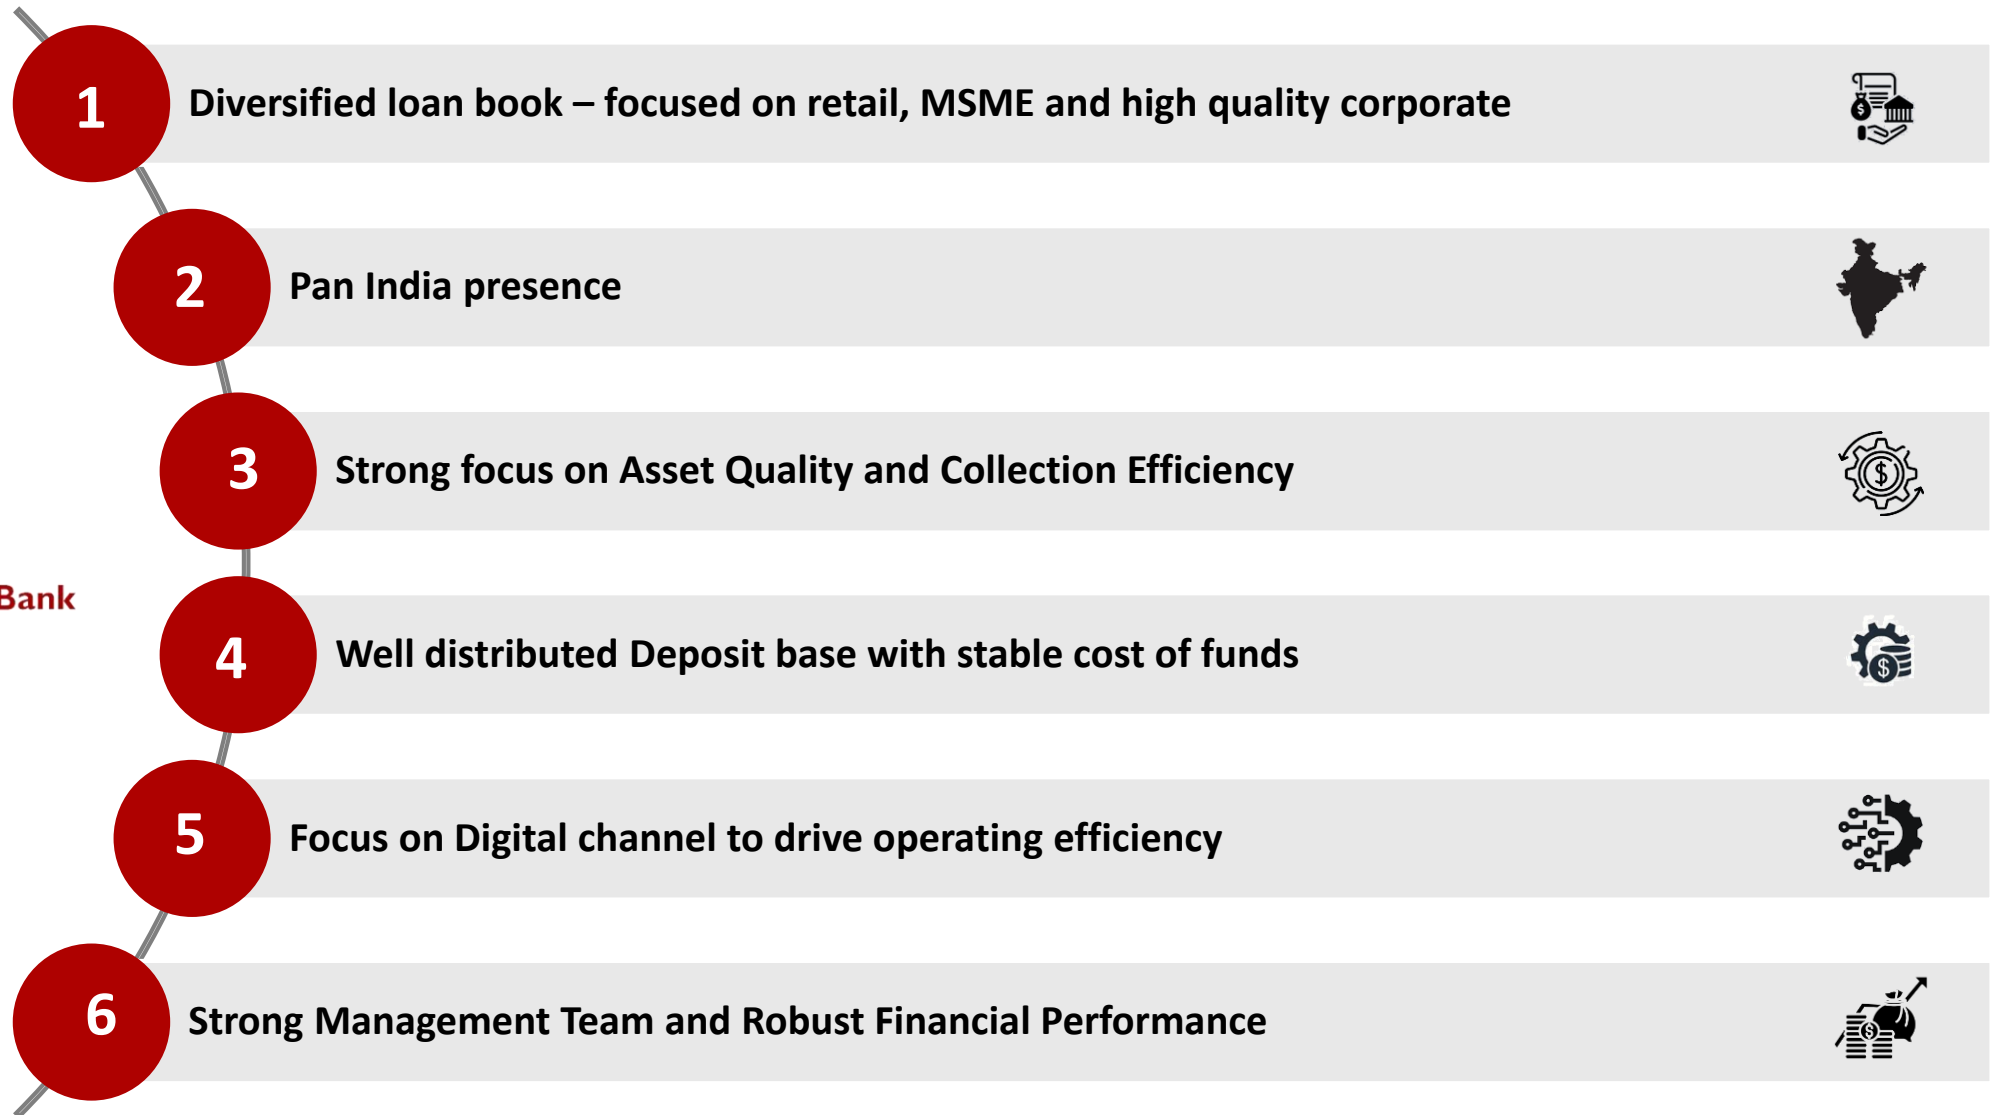 1
Diversified loan book – focused on retail, MSME and high quality corporate
2
Pan India presence
3
Strong focus on Asset Quality and Collection Efficiency
Bank
4
Well distributed Deposit base with stable cost of funds
5
Focus on Digital channel to drive operating efficiency
6
Strong Management Team and Robust Financial Performance